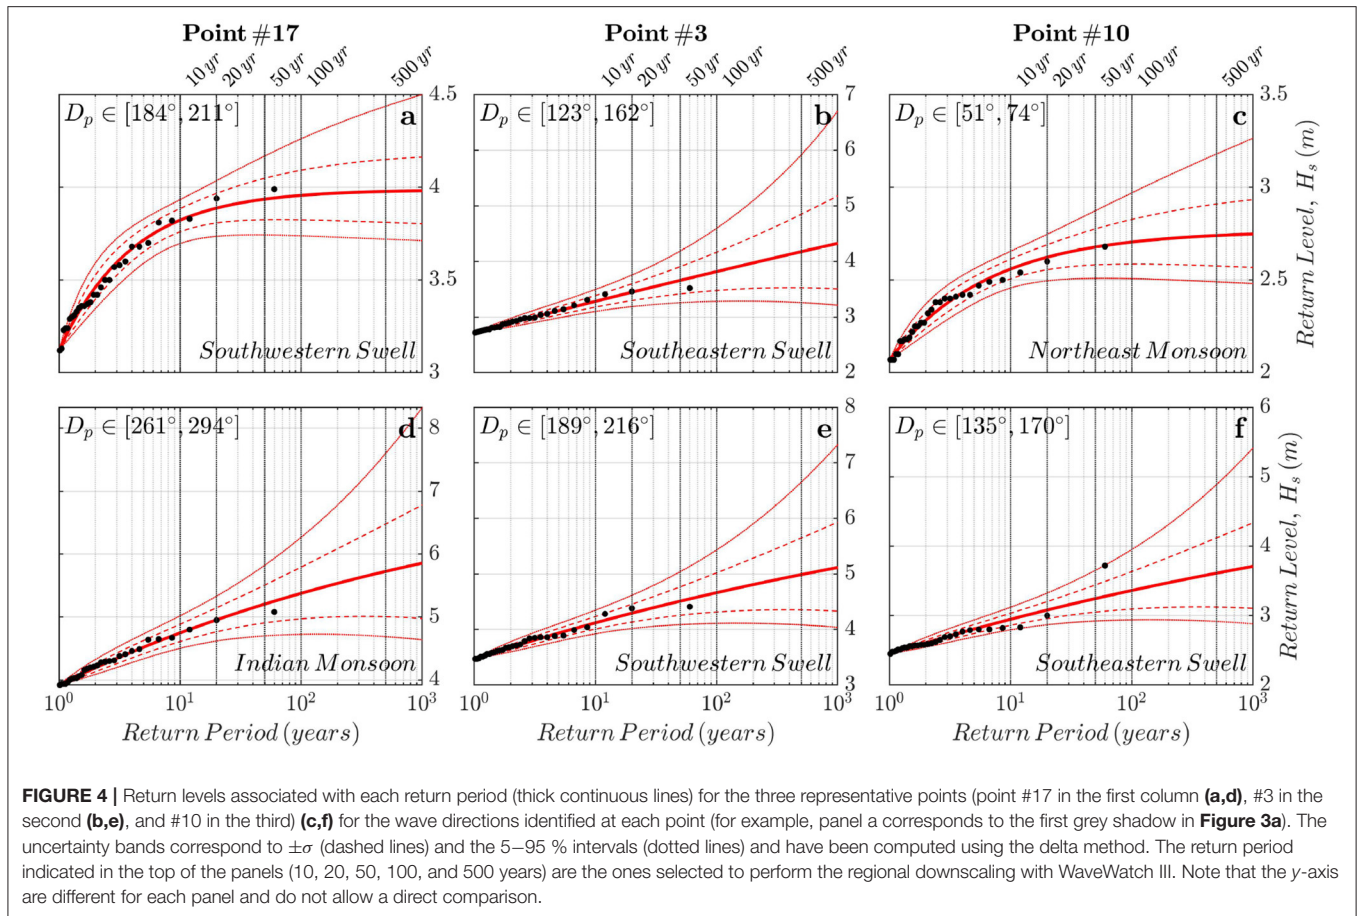 Point #17
Point #3
Point #10
10 yr
20 yr
50 yr
100 yr
500 yr
10 yr
20 yr
50 yr
100 yr
500 yr
10 yr
20 yr
50 yr
100 yr
500 yr
D_p ∈ [184°, 211°]
a
4.5
4
3.5
3
Southwestern Swell
D_p ∈ [123°, 162°]
b
7
6
5
4
3
2
Southeastern Swell
D_p ∈ [51°, 74°]
c
3.5
3
2.5
2
Northeast Monsoon
Return Level, H_s (m)
D_p ∈ [261°, 294°]
d
8
7
6
5
4
Indian Monsoon
10^0
10^1
10^2
10^3
Return Period (years)
D_p ∈ [189°, 216°]
e
8
7
6
5
4
3
Southwestern Swell
10^0
10^1
10^2
10^3
Return Period (years)
D_p ∈ [135°, 170°]
f
6
5
4
3
2
Southeastern Swell
10^0
10^1
10^2
10^3
Return Period (years)
Return Level, H_s (m)
FIGURE 4 | Return levels associated with each return period (thick continuous lines) for the three representative points (point #17 in the first column (a,d), #3 in the
second (b,e), and #10 in the third) (c,f) for the wave directions identified at each point (for example, panel a corresponds to the first grey shadow in Figure 3a). The
uncertainty bands correspond to ±σ (dashed lines) and the 5−95 % intervals (dotted lines) and have been computed using the delta method. The return period
indicated in the top of the panels (10, 20, 50, 100, and 500 years) are the ones selected to perform the regional downscaling with WaveWatch III. Note that the y-axis
are different for each panel and do not allow a direct comparison.